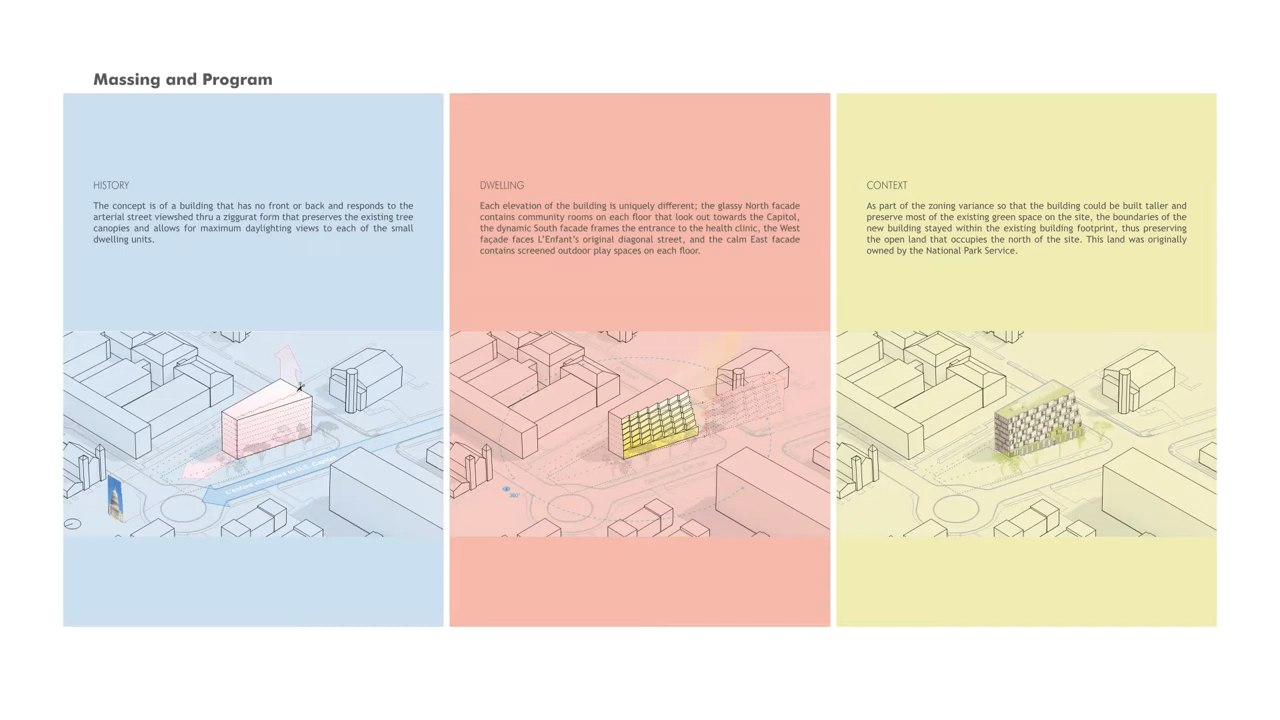 Massing and Program
HISTORY
The concept is of a building that has no front or back and responds to the
arterial street viewshed thru a ziggurat form that preserves the existing tree
canopies and allows for maximum daylighting views to each of the small
dwelling units.
DWELLING
Each elevation of the building is uniquely different; the glassy North facade
contains community rooms on each floor that look out towards the Capitol,
the dynamic South facade frames the entrance to the health clinic, the West
façade faces L'Enfant's original diagonal street, and the calm East facade
contains screened outdoor play spaces on each floor.
CONTEXT
As part of the zoning variance so that the building could be built taller and
preserve most of the existing green space on the site, the boundaries of the
new building stayed within the existing building footprint, thus preserving
the open land that occupies the north of the site. This land was originally
owned by the National Park Service.
L'enfant viewshed to U.S. Capitol
360°